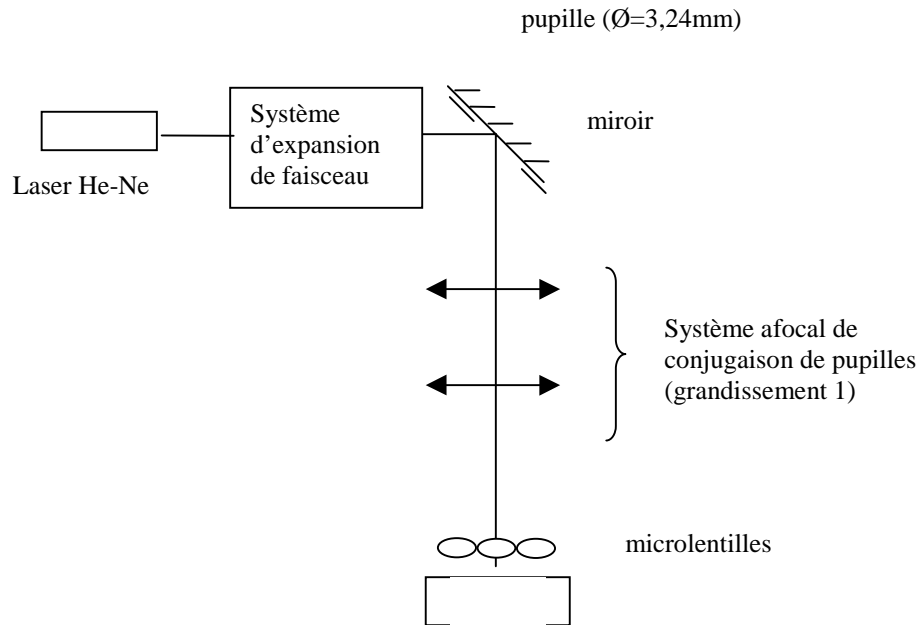 pupille (Ø=3,24mm)
Système
d'expansion
de faisceau
miroir
Laser He-Ne
Système afocal de
conjugaison de pupilles
(grandissement 1)
microlentilles